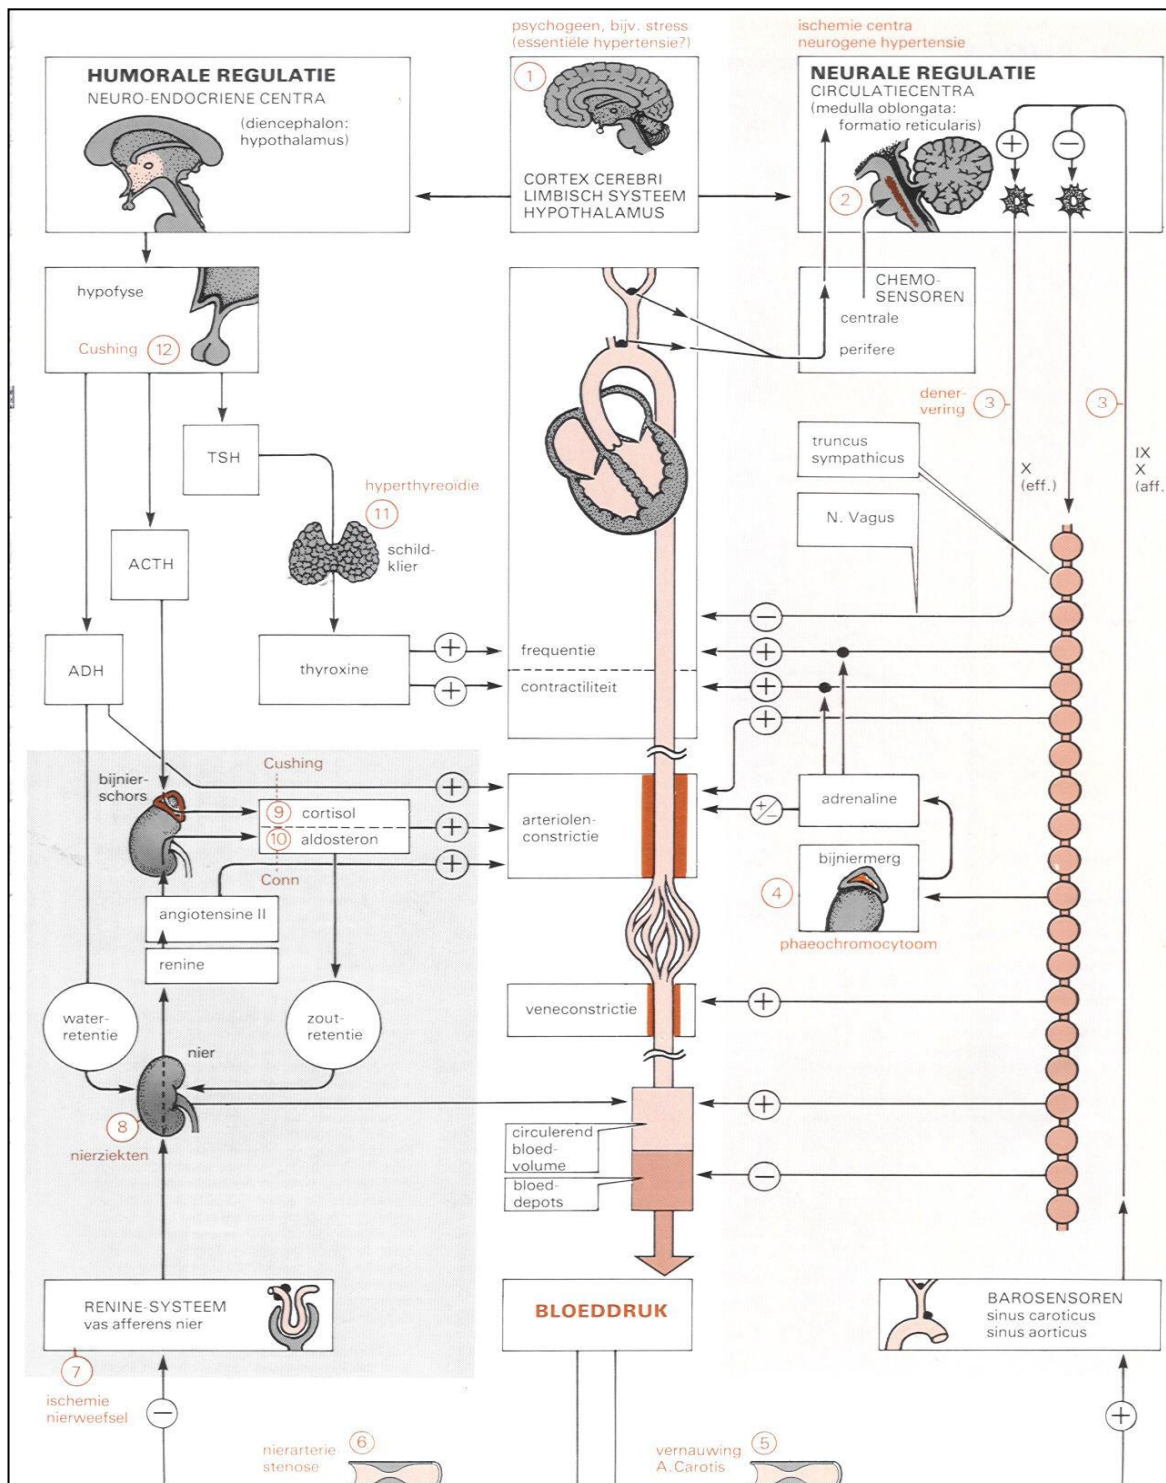 psychogeen, bijv. stress
(essentiële hypertensie?)
ischemie centra
neurogene hypertensie
HUMORALE REGULATIE
NEURO-ENDOCRIENE CENTRA
(diencephalon:
hypothalamus)
1
CORTEX CEREBRI
LIMBISCH SYSTEEM
HYPOTHALAMUS
NEURALE REGULATIE
CIRCULATIECENTRA
(medulla oblongata:
formatio reticularis)
+
−
2
hypofyse
Cushing 12
CHEMO-
SENSOREN
centrale
perifere
dener-
vering
3
3
truncus
sympathicus
X
(eff.)
IX
X
(aff.)
N. Vagus
TSH
hyperthyreoïdie
11
schild-
klier
ACTH
ADH
thyroxine
+
+
frequentie
contractiliteit
−
+
+
+
bijnier-
schors
Cushing
9 cortisol
10 aldosteron
Conn
+
+
+
arteriolen-
constrictie
+/−
adrenaline
bijniermerg
4
phaeochromocytoom
angiotensine II
renine
water-
retentie
zout-
retentie
nier
8
nierziekten
veneconstrictie
+
circulerend
bloed-
volume
+
bloed-
depots
−
RENINE-SYSTEEM
vas afferens nier
7
ischemie
nierweefsel
−
BLOEDDRUK
BAROSENSOREN
sinus caroticus
sinus aorticus
+
nierarterie
stenose
6
vernauwing
A. Carotis
5